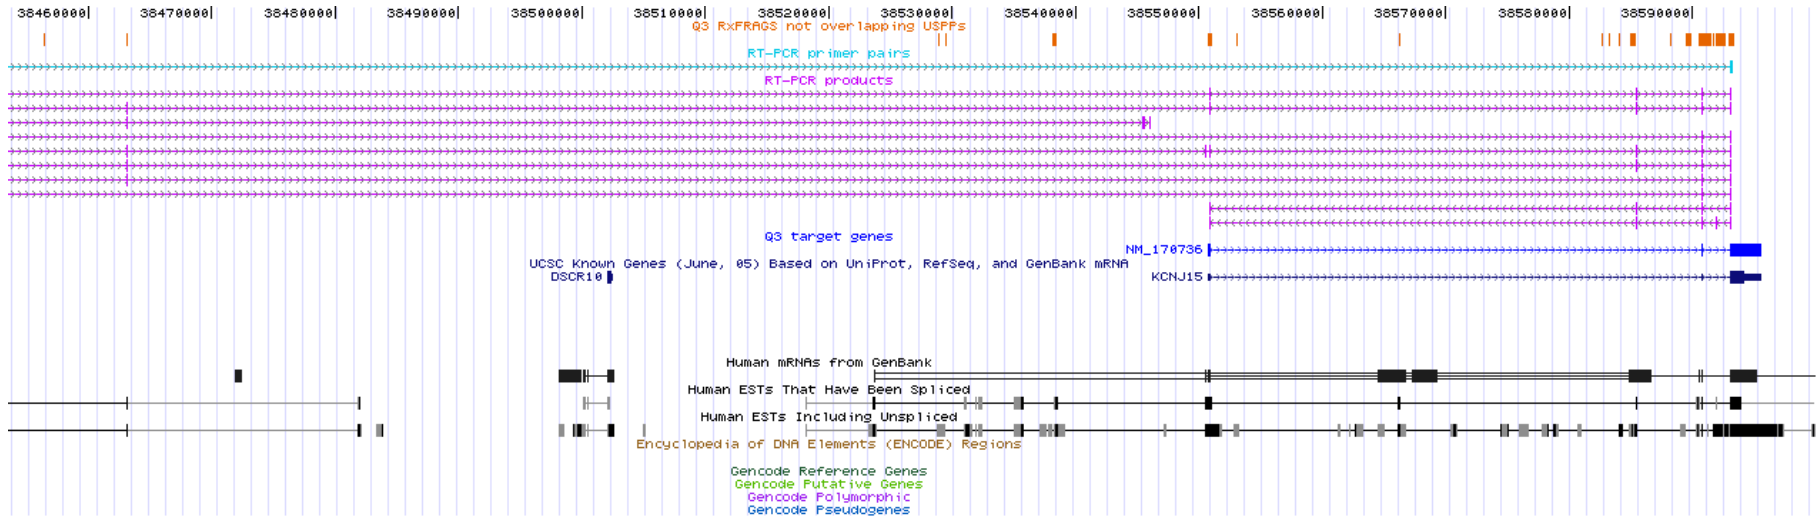 38460000| 38470000| 38480000| 38490000| 38500000| 38510000| 38520000| 38530000| 38540000| 38550000| 38560000| 38570000| 38580000| 38590000|
Q3 RxFRAGS not overlapping USPPs
RT-PCR primer pairs
RT-PCR products
Q3 target genes
NM_170736
UCSC Known Genes (June, 05) Based on UniProt, RefSeq, and GenBank mRNA
DSCR10 KCNJ15
Human mRNAs from GenBank
Human ESTs That Have Been Spliced
Human ESTs Including Unspliced
Encyclopedia of DNA Elements (ENCODE) Regions
Gencode Reference Genes
Gencode Putative Genes
Gencode Polymorphic
Gencode Pseudogenes